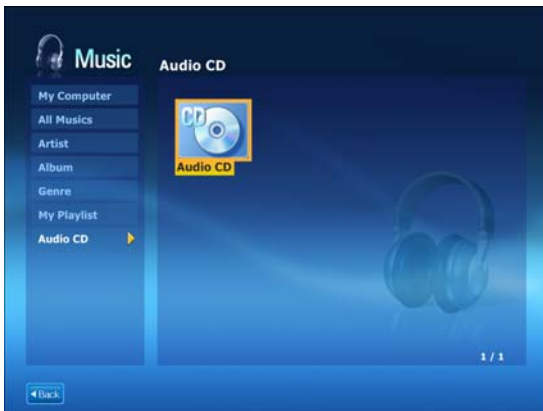 Music
Audio CD
My Computer
All Musics
Artist
Album
Genre
My Playlist
Audio CD
CD
Audio CD
1 / 1
Back